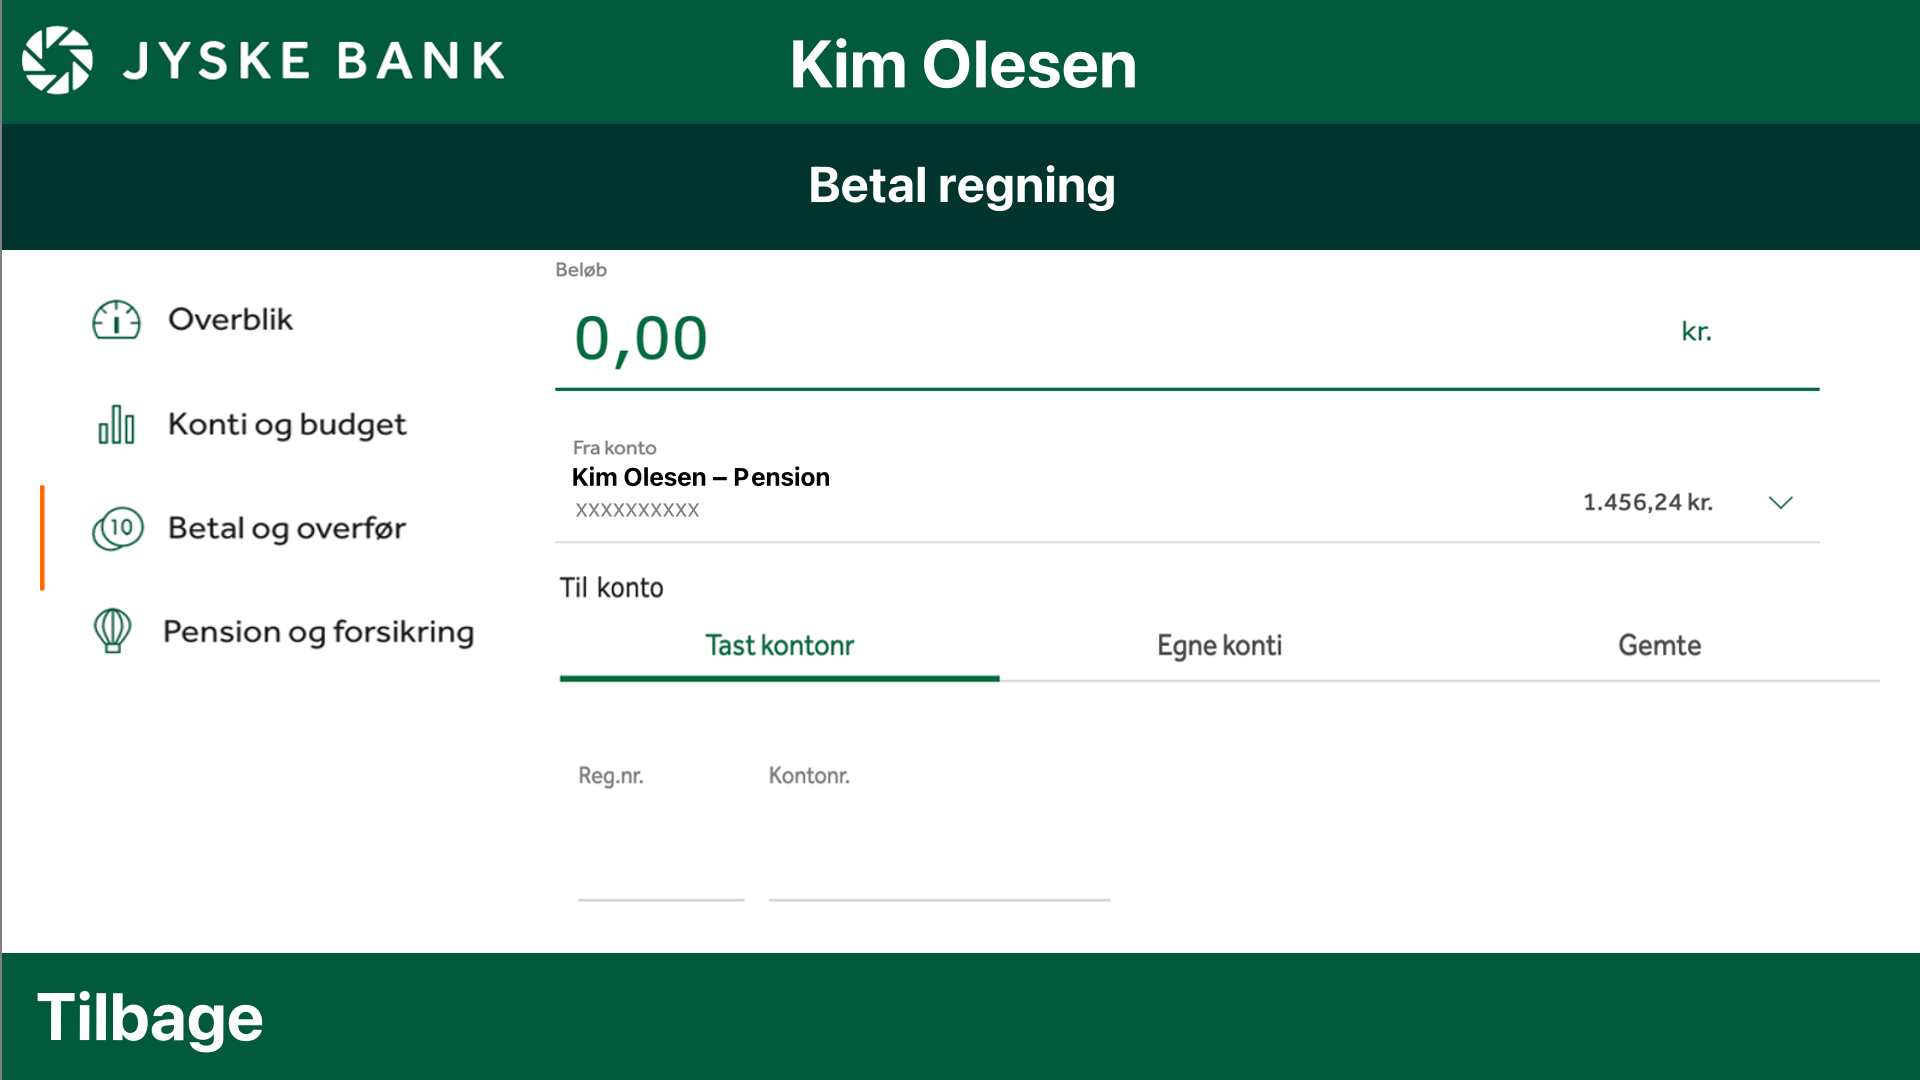 JYSKE BANK
Kim Olesen
Betal regning
Overblik
Konti og budget
10
Betal og overfør
Pension og forsikring
Beløb
0,00
kr.
Fra konto
Kim Olesen – Pension
xxxxxxxxxx
1.456,24 kr.
Til konto
Tast kontonr
Egne konti
Gemte
Reg.nr.
Kontonr.
Tilbage